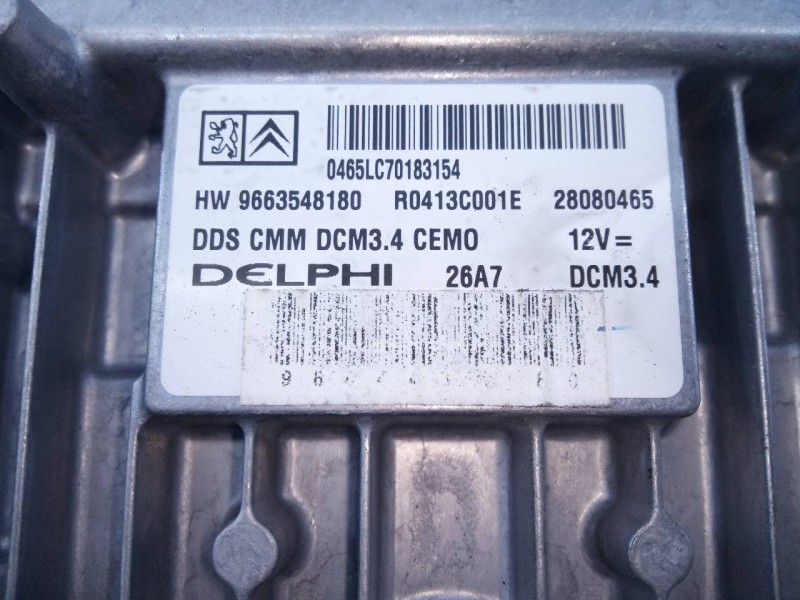 0465LC70183154
HW 9663548180 R0413C001E 28080465
DDS CMM DCM3.4 CEMO 12V =
DELPHI 26A7 DCM3.4